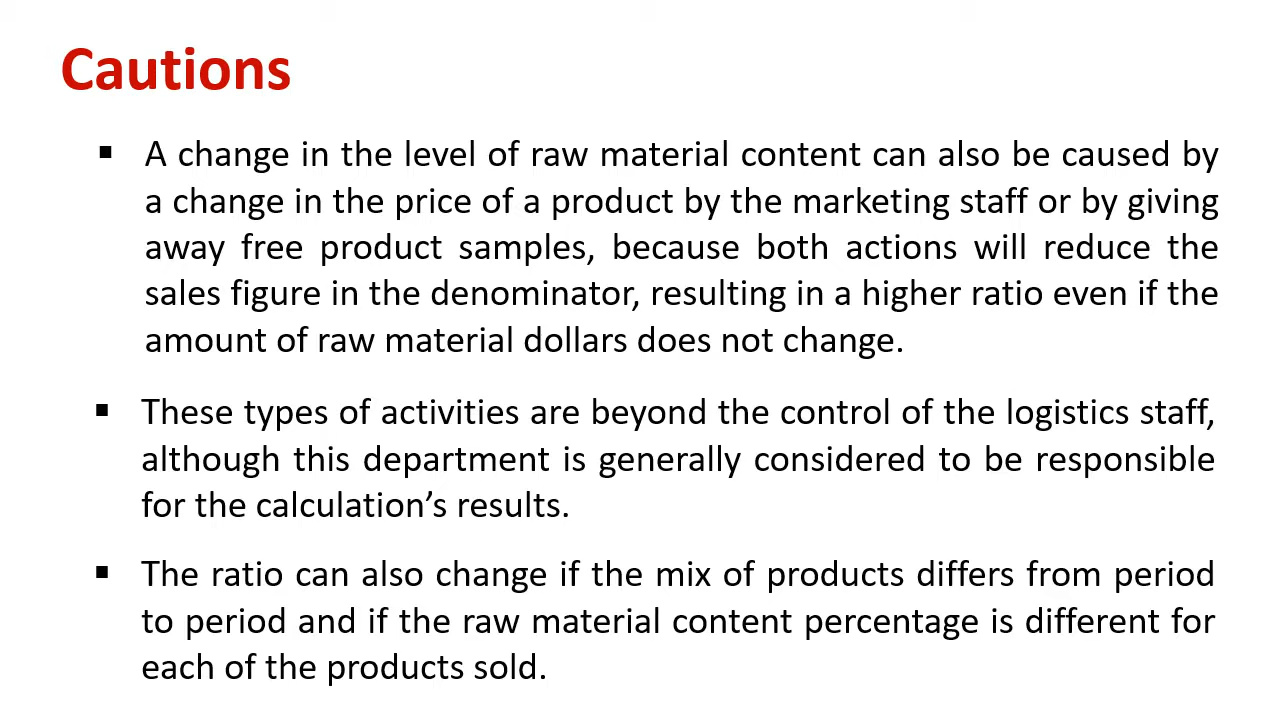 Cautions
▪ A change in the level of raw material content can also be caused by
a change in the price of a product by the marketing staff or by giving
away free product samples, because both actions will reduce the
sales figure in the denominator, resulting in a higher ratio even if the
amount of raw material dollars does not change.
▪ These types of activities are beyond the control of the logistics staff,
although this department is generally considered to be responsible
for the calculation’s results.
▪ The ratio can also change if the mix of products differs from period
to period and if the raw material content percentage is different for
each of the products sold.